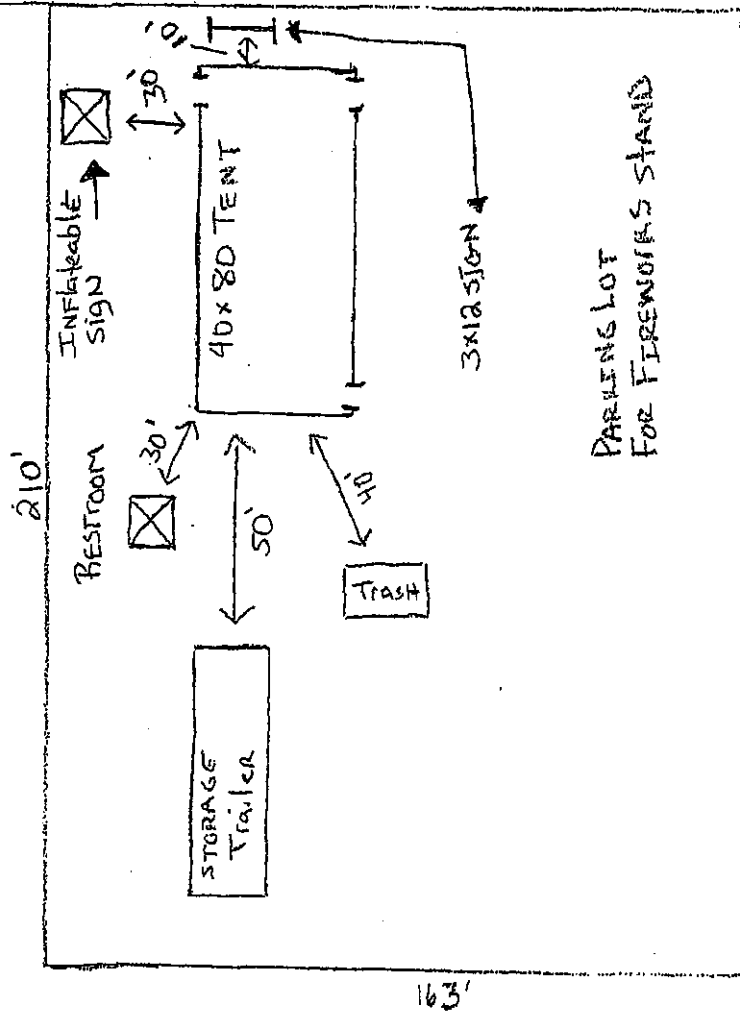 210'
RESTROOM
INFlateable
SIGN
30'
30'
10'
STORAGE
Trailer
50'
40x80 TENT
40'
TRASH
3x12 SIGN
PARKING LOT
FOR FIREWORKS STAND
163'